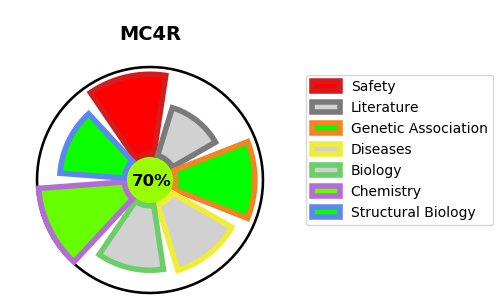 MC4R
70%
Safety
Literature
Genetic Association
Diseases
Biology
Chemistry
Structural Biology